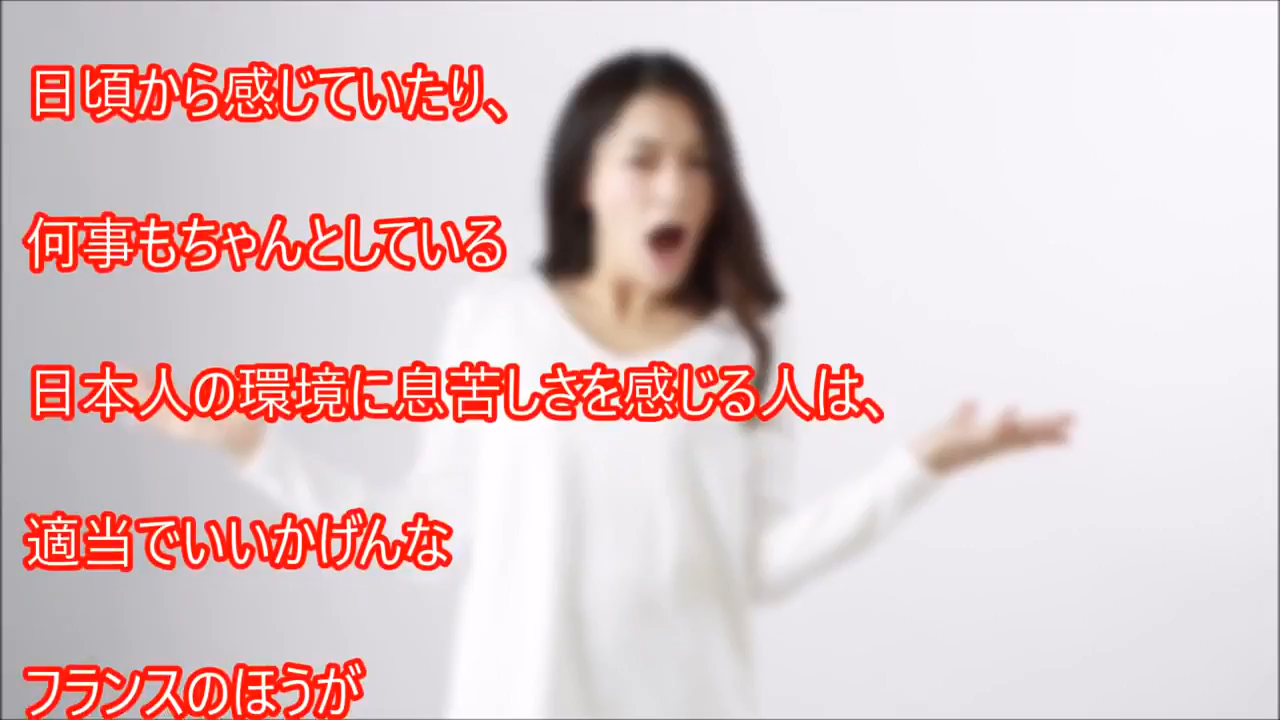 日頃から感じていたり、
何事もちゃんとしている
日本人の環境に息苦しさを感じる人は、
適当でいいかげんな
フランスのほうが